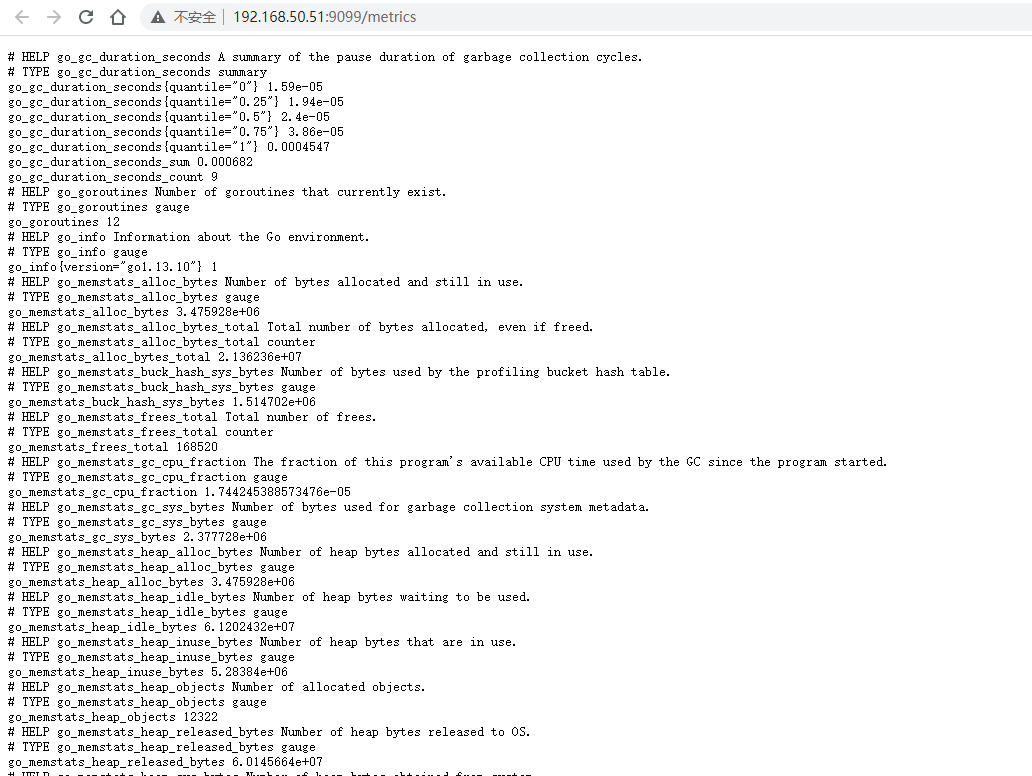 不安全 192.168.50.51:9099/metrics
# HELP go_gc_duration_seconds A summary of the pause duration of garbage collection cycles.
# TYPE go_gc_duration_seconds summary
go_gc_duration_seconds{quantile="0"} 1.59e-05
go_gc_duration_seconds{quantile="0.25"} 1.94e-05
go_gc_duration_seconds{quantile="0.5"} 2.4e-05
go_gc_duration_seconds{quantile="0.75"} 3.86e-05
go_gc_duration_seconds{quantile="1"} 0.0004547
go_gc_duration_seconds_sum 0.000682
go_gc_duration_seconds_count 9
# HELP go_goroutines Number of goroutines that currently exist.
# TYPE go_goroutines gauge
go_goroutines 12
# HELP go_info Information about the Go environment.
# TYPE go_info gauge
go_info{version="go1.13.10"} 1
# HELP go_memstats_alloc_bytes Number of bytes allocated and still in use.
# TYPE go_memstats_alloc_bytes gauge
go_memstats_alloc_bytes 3.475928e+06
# HELP go_memstats_alloc_bytes_total Total number of bytes allocated, even if freed.
# TYPE go_memstats_alloc_bytes_total counter
go_memstats_alloc_bytes_total 2.136236e+07
# HELP go_memstats_buck_hash_sys_bytes Number of bytes used by the profiling bucket hash table.
# TYPE go_memstats_buck_hash_sys_bytes gauge
go_memstats_buck_hash_sys_bytes 1.514702e+06
# HELP go_memstats_frees_total Total number of frees.
# TYPE go_memstats_frees_total counter
go_memstats_frees_total 168520
# HELP go_memstats_gc_cpu_fraction The fraction of this program's available CPU time used by the GC since the program started.
# TYPE go_memstats_gc_cpu_fraction gauge
go_memstats_gc_cpu_fraction 1.744245388573476e-05
# HELP go_memstats_gc_sys_bytes Number of bytes used for garbage collection system metadata.
# TYPE go_memstats_gc_sys_bytes gauge
go_memstats_gc_sys_bytes 2.377728e+06
# HELP go_memstats_heap_alloc_bytes Number of heap bytes allocated and still in use.
# TYPE go_memstats_heap_alloc_bytes gauge
go_memstats_heap_alloc_bytes 3.475928e+06
# HELP go_memstats_heap_idle_bytes Number of heap bytes waiting to be used.
# TYPE go_memstats_heap_idle_bytes gauge
go_memstats_heap_idle_bytes 6.1202432e+07
# HELP go_memstats_heap_inuse_bytes Number of heap bytes that are in use.
# TYPE go_memstats_heap_inuse_bytes gauge
go_memstats_heap_inuse_bytes 5.28384e+06
# HELP go_memstats_heap_objects Number of allocated objects.
# TYPE go_memstats_heap_objects gauge
go_memstats_heap_objects 12322
# HELP go_memstats_heap_released_bytes Number of heap bytes released to OS.
# TYPE go_memstats_heap_released_bytes gauge
go_memstats_heap_released_bytes 6.0145664e+07
# HELP go_memstats_heap_sys_bytes Number of heap bytes obtained from system.